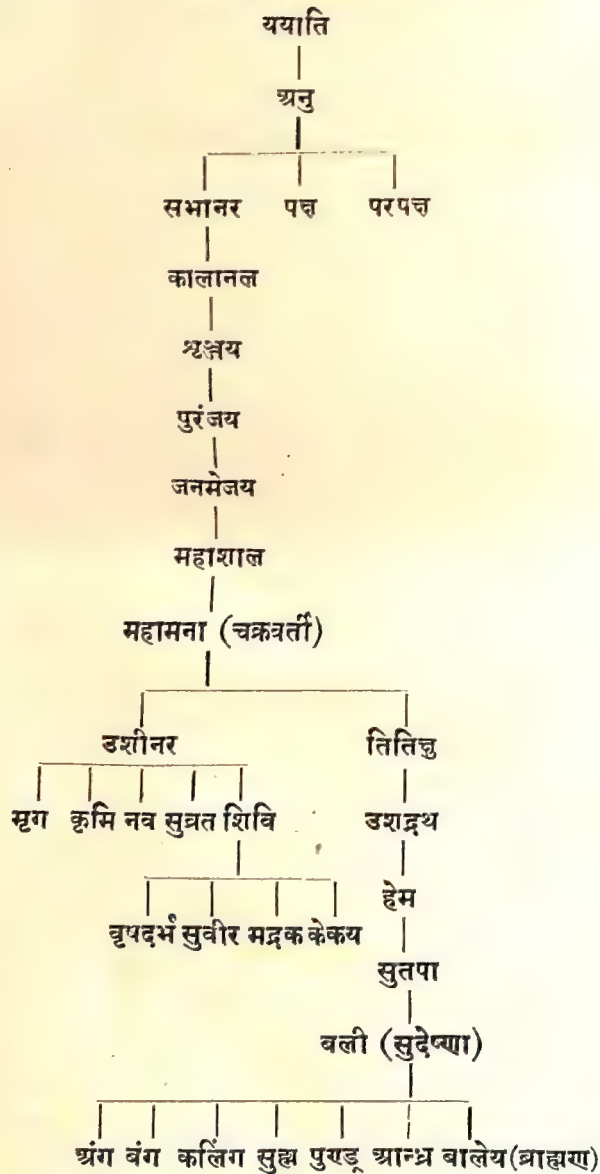 ययाति
अनु
सभानर पक्ष परपक्ष
कालानल
शृञ्जय
पुरंजय
जनमेजय
महाशाल
महामना (चक्रवर्ती)
उशीनर तितिक्षु
मृग कृमि नव सुव्रत शिवि उशद्रथ
हेम
वृषदर्भ सुवीर मद्रक केकय
सुतपा
बली (सुदेष्णा)
अंग वंग कलिंग सुह्म पुण्ड्र आन्ध्र बालेय (ब्राह्मण)